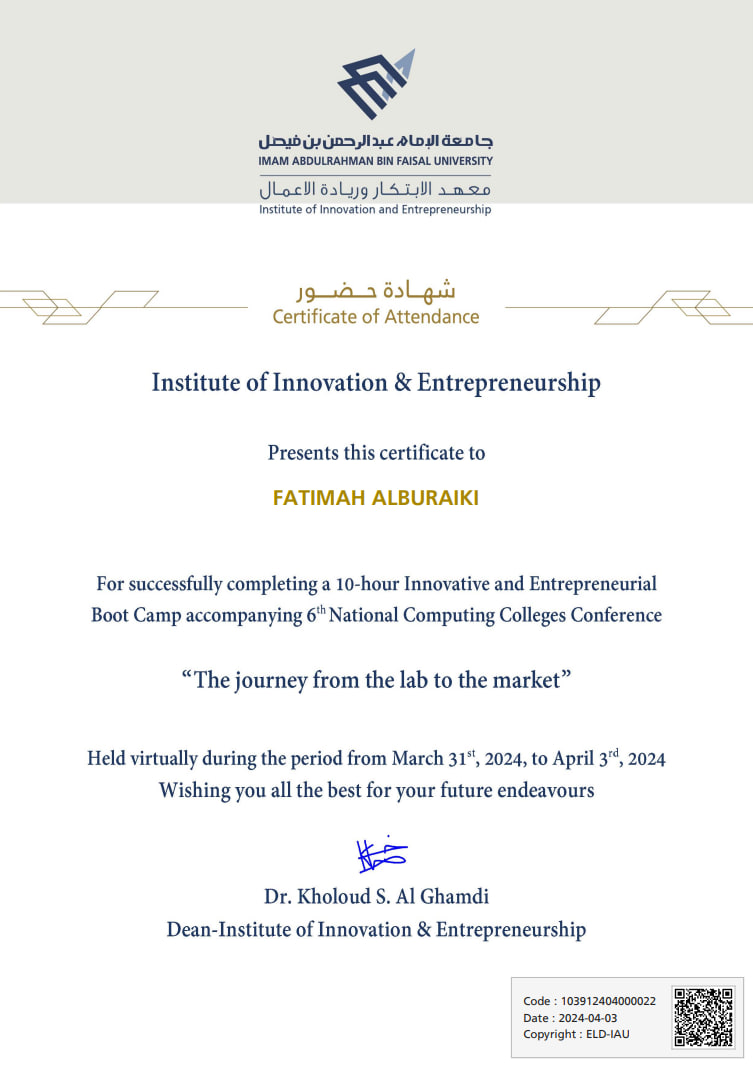 جامعة الإمام عبدالرحمن بن فيصل
IMAM ABDULRAHMAN BIN FAISAL UNIVERSITY
معهد الابتكار وريادة الاعمال
Institute of Innovation and Entrepreneurship
شهادة حضور
Certificate of Attendance
Institute of Innovation & Entrepreneurship
Presents this certificate to
FATIMAH ALBURAIKI
For successfully completing a 10-hour Innovative and Entrepreneurial
Boot Camp accompanying 6th National Computing Colleges Conference
“The journey from the lab to the market”
Held virtually during the period from March 31st, 2024, to April 3rd, 2024
Wishing you all the best for your future endeavours
Dr. Kholoud S. Al Ghamdi
Dean-Institute of Innovation & Entrepreneurship
Code : 103912404000022
Date : 2024-04-03
Copyright : ELD-IAU